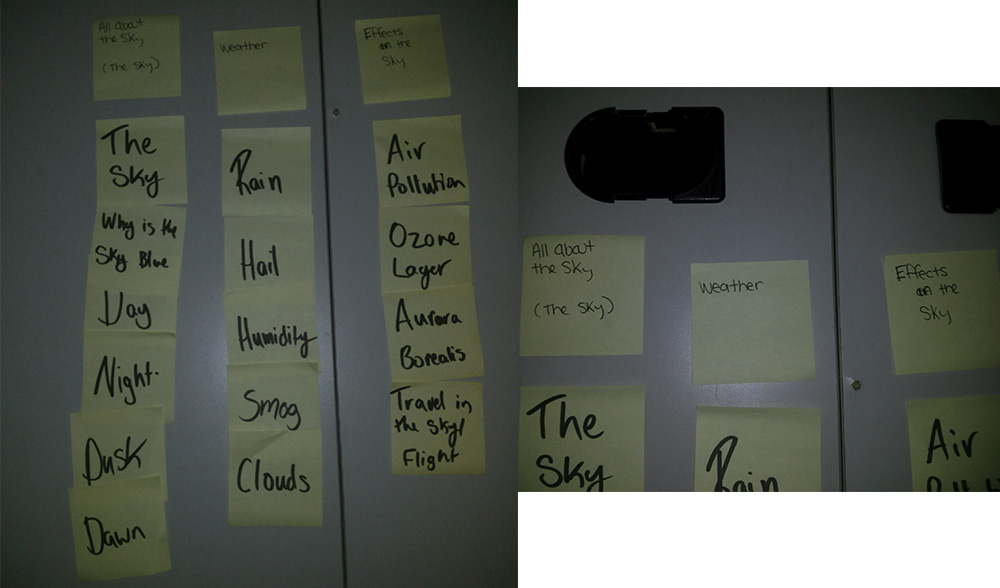 All about
the Sky
(The Sky)
The
Sky
Why is the
Sky Blue
Day
Night.
Dusk
Dawn
Weather
Rain
Hail
Humidity
Smog
Clouds
Effects
on the
Sky
Air
Pollution
Ozone
Layer
Aurora
Borealis
Travel in
the Sky/
Flight
All about
the Sky
(The Sky)
The
Sky
Weather
Rain
Effects
on the
Sky
Air
Pollution